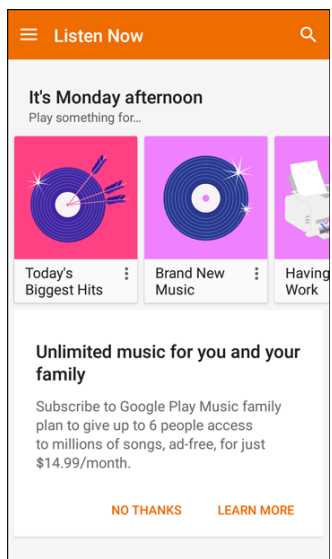 Listen Now
It's Monday afternoon
Play something for...
Today's
Biggest Hits
Brand New
Music
Having
Work
Unlimited music for you and your
family
Subscribe to Google Play Music family
plan to give up to 6 people access
to millions of songs, ad-free, for just
$14.99/month.
NO THANKS
LEARN MORE